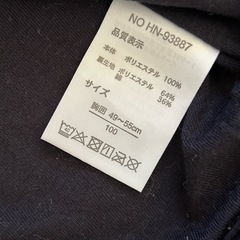 NO HN-93887
品質表示
本体 ポリエステル 100%
裏生地 ポリエステル 64%
綿 36%
サイズ
胸囲 49〜55cm
100